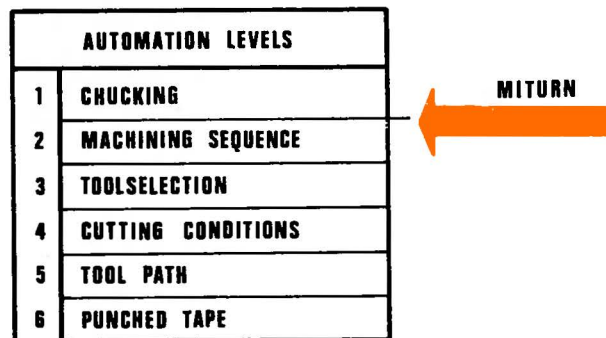 AUTOMATION LEVELS
1 CHUCKING
MITURN
2 MACHINING SEQUENCE
3 TOOLSELECTION
4 CUTTING CONDITIONS
5 TOOL PATH
6 PUNCHED TAPE